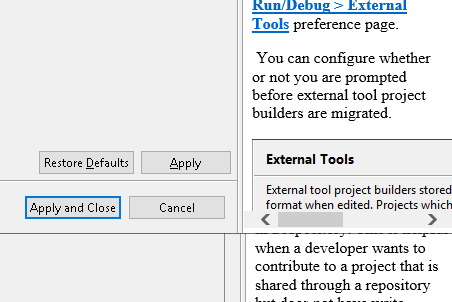 Run/Debug > External
Tools preference page.
You can configure whether
or not you are prompted
before external tool project
builders are migrated.
Restore Defaults
Apply
External Tools
External tool project builders stored
format when edited. Projects which
Apply and Close
Cancel
when a developer wants to
contribute to a project that is
shared through a repository